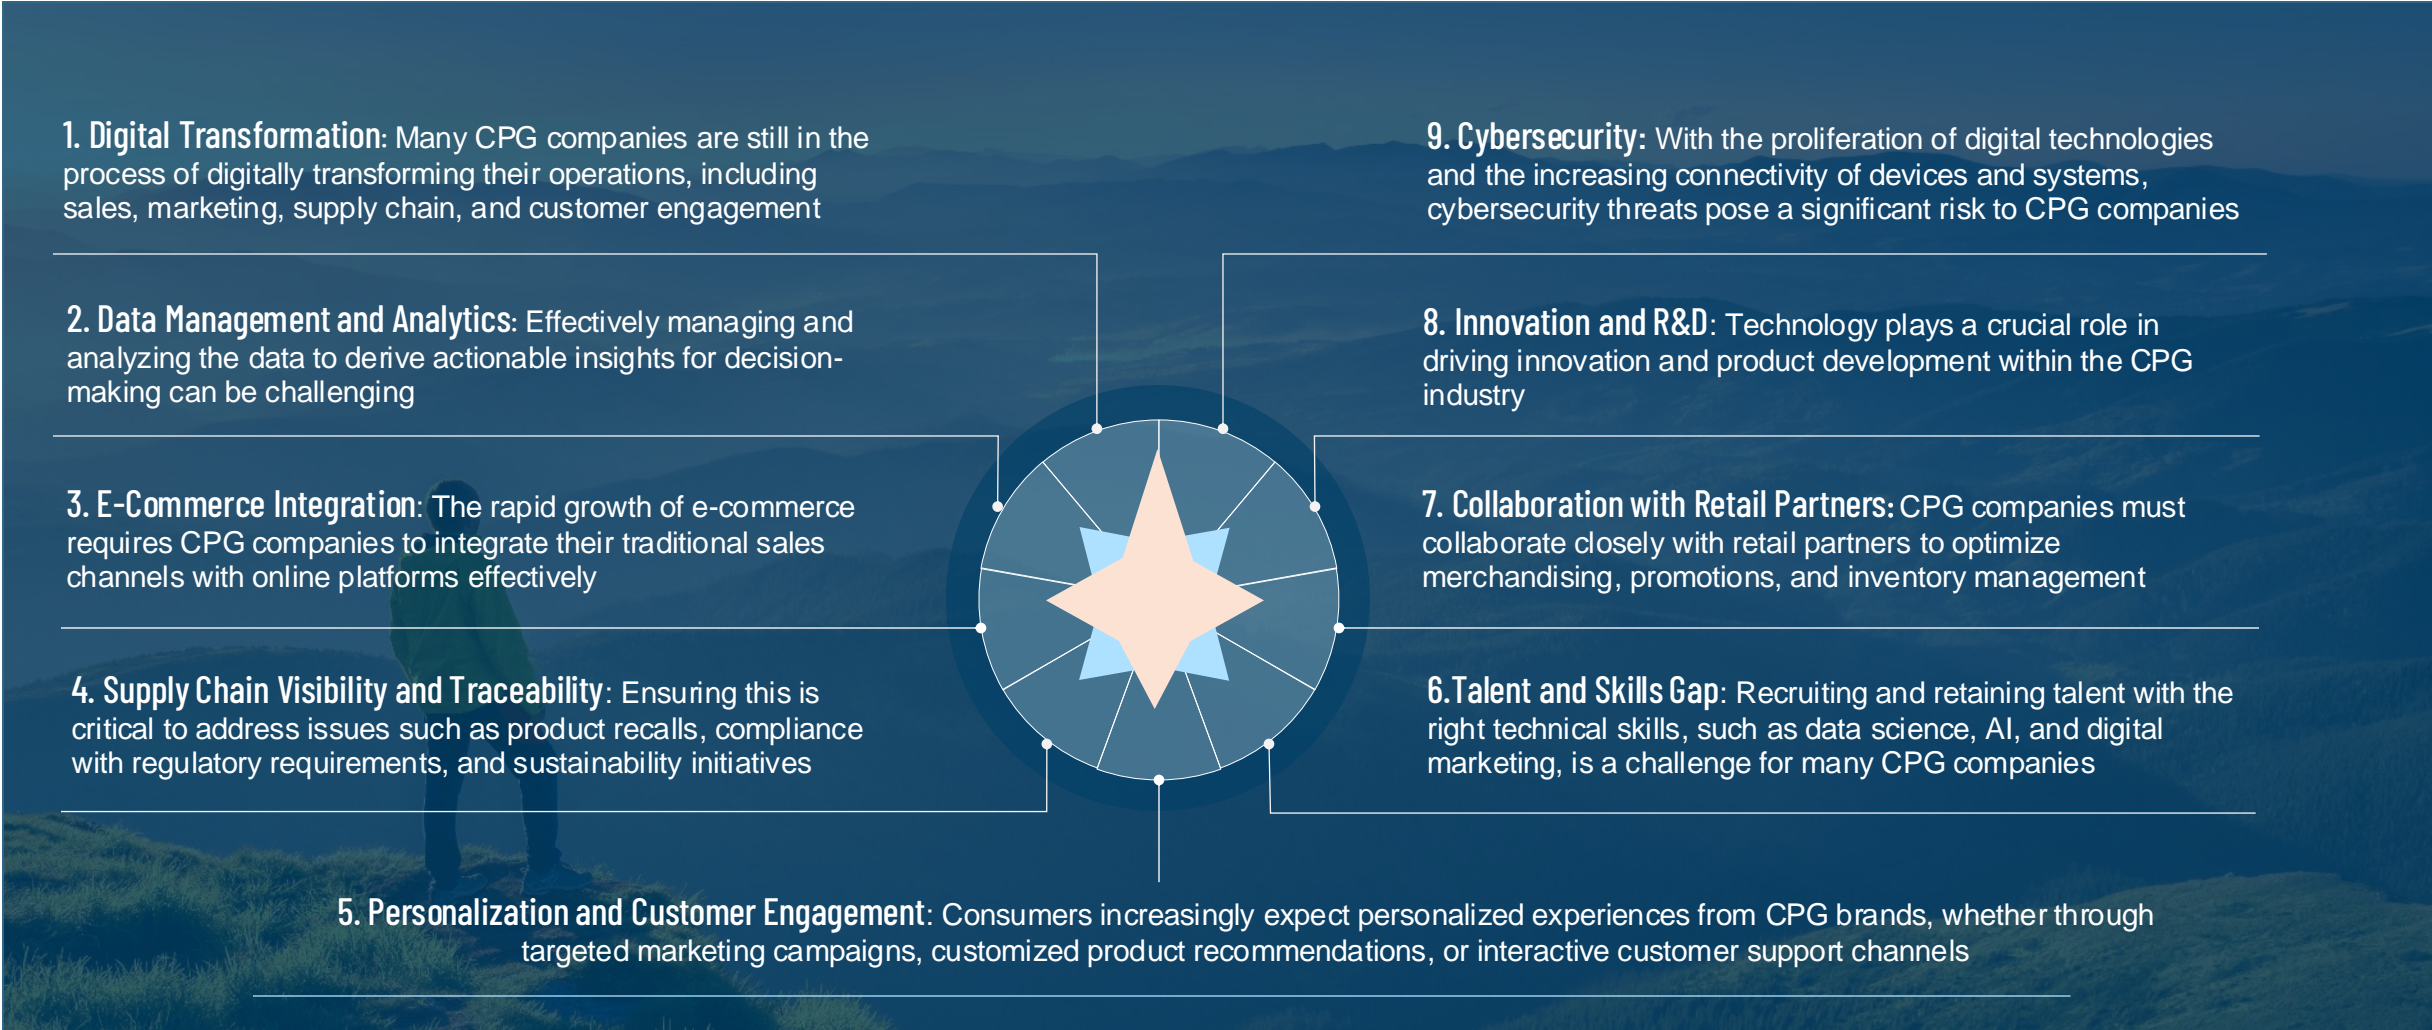 1. Digital Transformation: Many CPG companies are still in the
process of digitally transforming their operations, including
sales, marketing, supply chain, and customer engagement
2. Data Management and Analytics: Effectively managing and
analyzing the data to derive actionable insights for decision-
making can be challenging
3. E-Commerce Integration: The rapid growth of e-commerce
requires CPG companies to integrate their traditional sales
channels with online platforms effectively
4. Supply Chain Visibility and Traceability: Ensuring this is
critical to address issues such as product recalls, compliance
with regulatory requirements, and sustainability initiatives
5. Personalization and Customer Engagement: Consumers increasingly expect personalized experiences from CPG brands, whether through
targeted marketing campaigns, customized product recommendations, or interactive customer support channels
6.Talent and Skills Gap: Recruiting and retaining talent with the
right technical skills, such as data science, AI, and digital
marketing, is a challenge for many CPG companies
7. Collaboration with Retail Partners: CPG companies must
collaborate closely with retail partners to optimize
merchandising, promotions, and inventory management
8. Innovation and R&D: Technology plays a crucial role in
driving innovation and product development within the CPG
industry
9. Cybersecurity: With the proliferation of digital technologies
and the increasing connectivity of devices and systems,
cybersecurity threats pose a significant risk to CPG companies